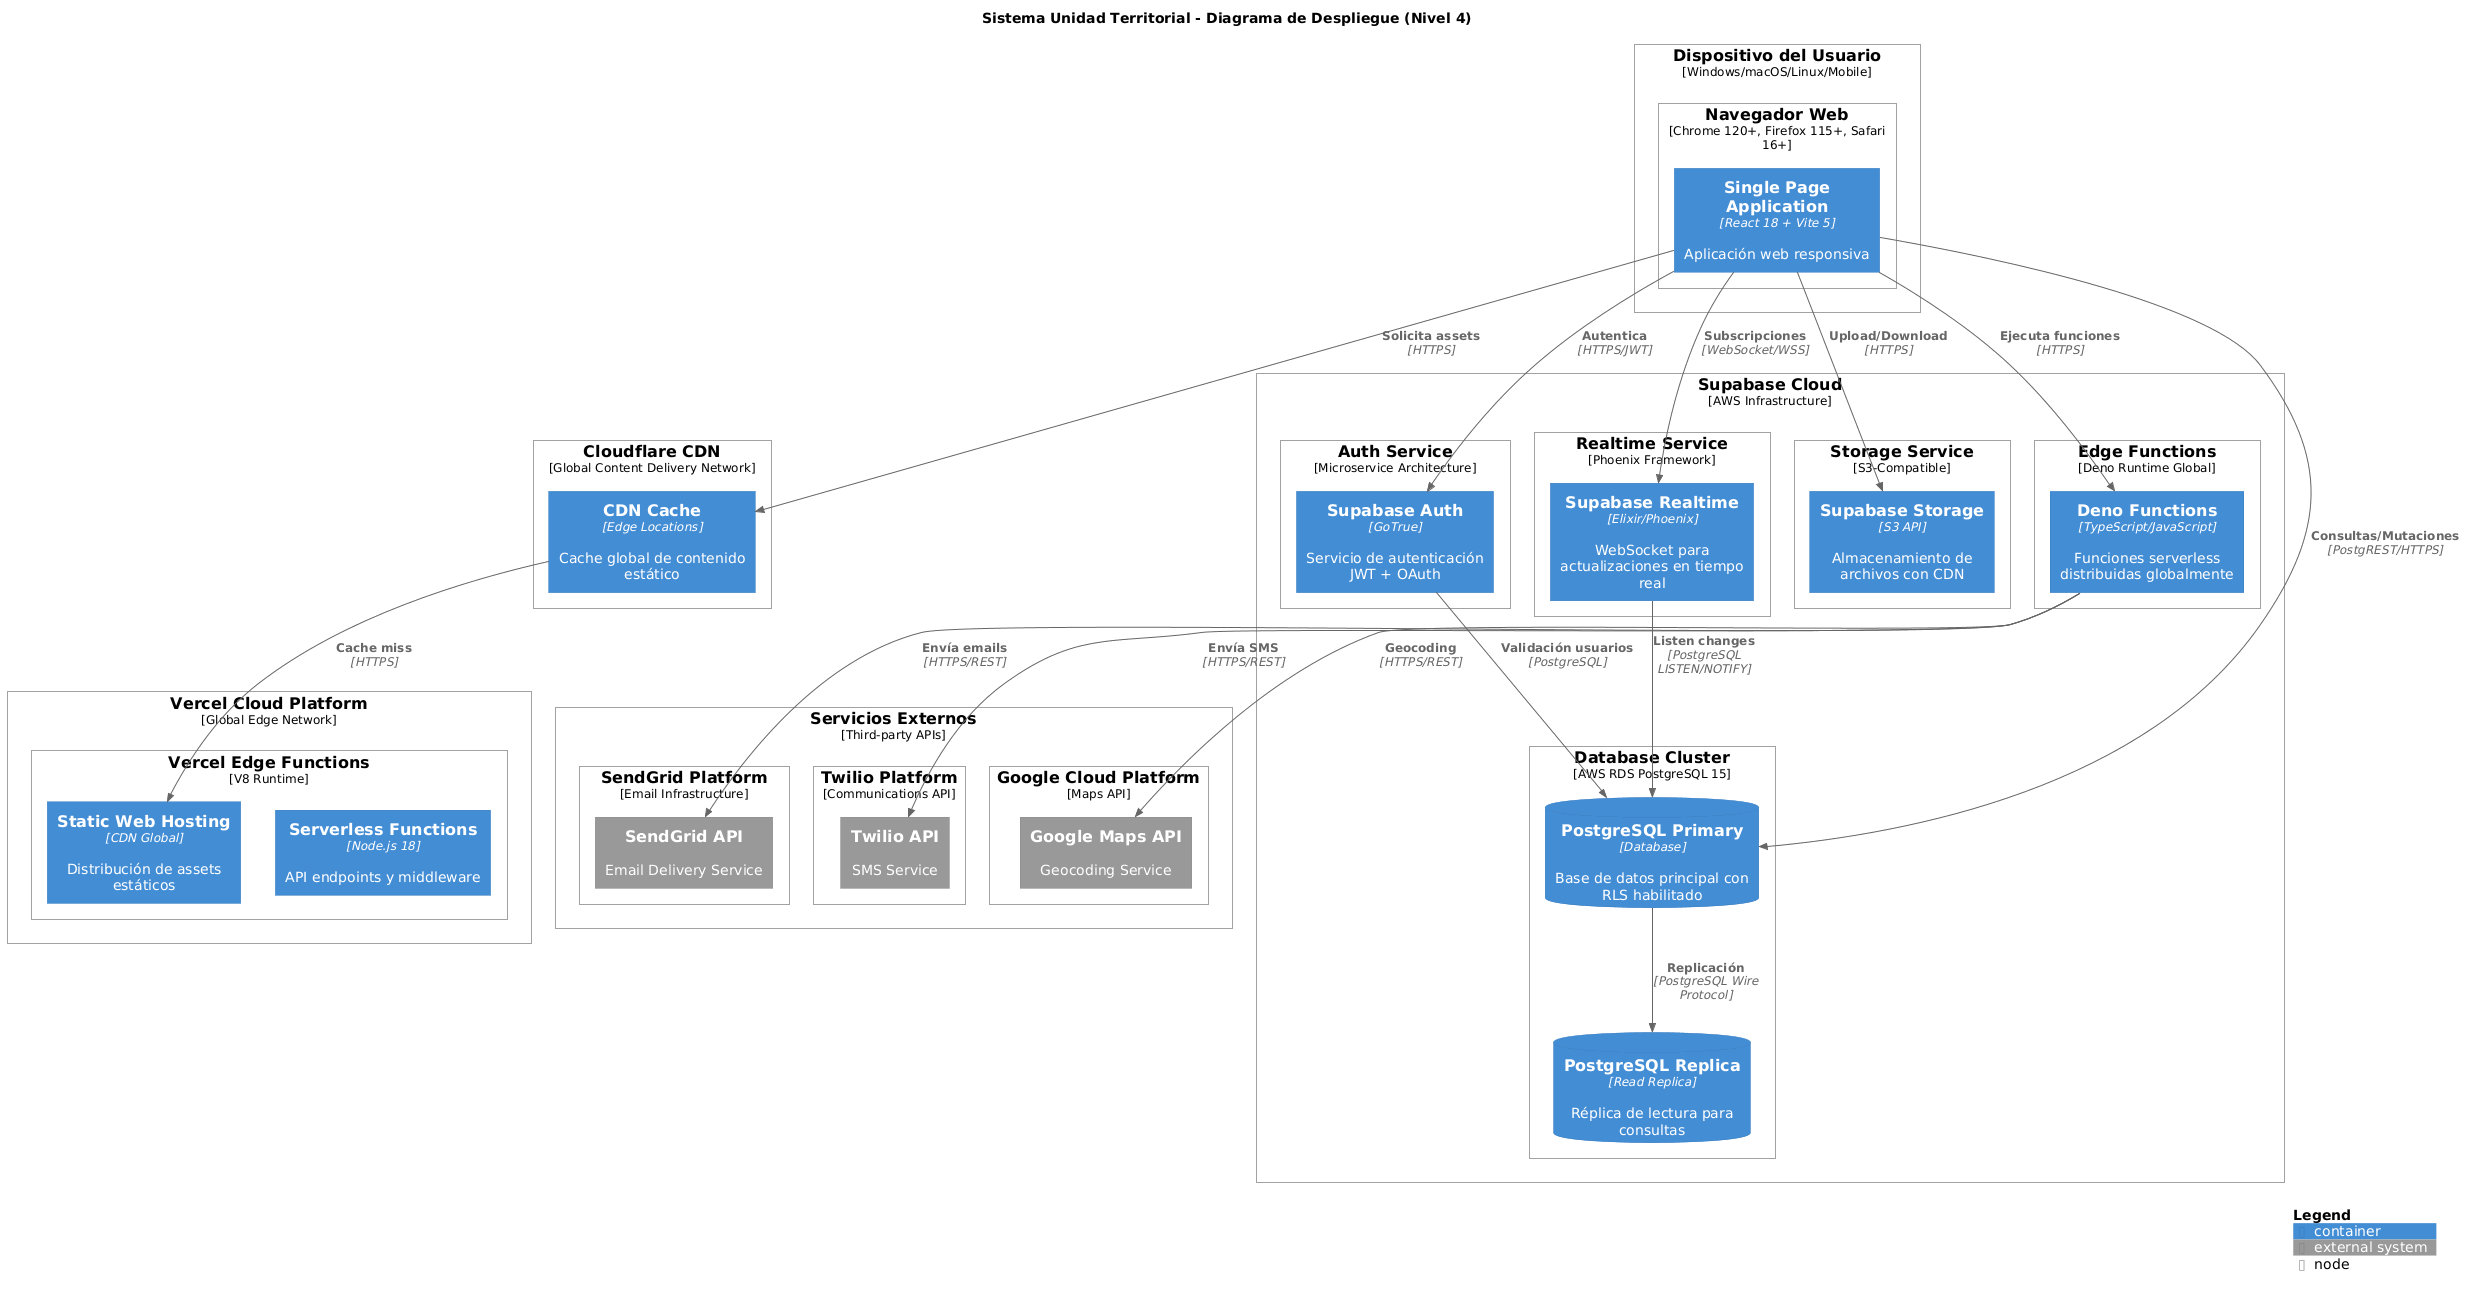 Sistema Unidad Territorial - Diagrama de Despliegue (Nivel 4)
Dispositivo del Usuario
[Windows/macOS/Linux/Mobile]
Navegador Web
[Chrome 120+, Firefox 115+, Safari
16+]
Single Page
Application
[React 18 + Vite 5]
Aplicación web responsiva
Solicita assets
[HTTPS]
Autentica
[HTTPS/JWT]
Subscripciones
[WebSocket/WSS]
Upload/Download
[HTTPS]
Ejecuta funciones
[HTTPS]
Consultas/Mutaciones
[PostgREST/HTTPS]
Supabase Cloud
[AWS Infrastructure]
Cloudflare CDN
[Global Content Delivery Network]
CDN Cache
[Edge Locations]
Cache global de contenido
estático
Auth Service
[Microservice Architecture]
Supabase Auth
[GoTrue]
Servicio de autenticación
JWT + OAuth
Realtime Service
[Phoenix Framework]
Supabase Realtime
[Elixir/Phoenix]
WebSocket para
actualizaciones en tiempo
real
Storage Service
[S3-Compatible]
Supabase Storage
[S3 API]
Almacenamiento de
archivos con CDN
Edge Functions
[Deno Runtime Global]
Deno Functions
[TypeScript/JavaScript]
Funciones serverless
distribuidas globalmente
Cache miss
[HTTPS]
Envía emails
[HTTPS/REST]
Envía SMS
[HTTPS/REST]
Geocoding
[HTTPS/REST]
Validación usuarios
[PostgreSQL]
Listen changes
[PostgreSQL
LISTEN/NOTIFY]
Vercel Cloud Platform
[Global Edge Network]
Vercel Edge Functions
[V8 Runtime]
Static Web Hosting
[CDN Global]
Distribución de assets
estáticos
Serverless Functions
[Node.js 18]
API endpoints y middleware
Servicios Externos
[Third-party APIs]
SendGrid Platform
[Email Infrastructure]
SendGrid API
Email Delivery Service
Twilio Platform
[Communications API]
Twilio API
SMS Service
Google Cloud Platform
[Maps API]
Google Maps API
Geocoding Service
Database Cluster
[AWS RDS PostgreSQL 15]
PostgreSQL Primary
[Database]
Base de datos principal con
RLS habilitado
Replicación
[PostgreSQL Wire
Protocol]
PostgreSQL Replica
[Read Replica]
Réplica de lectura para
consultas
Legend
container
external system
node